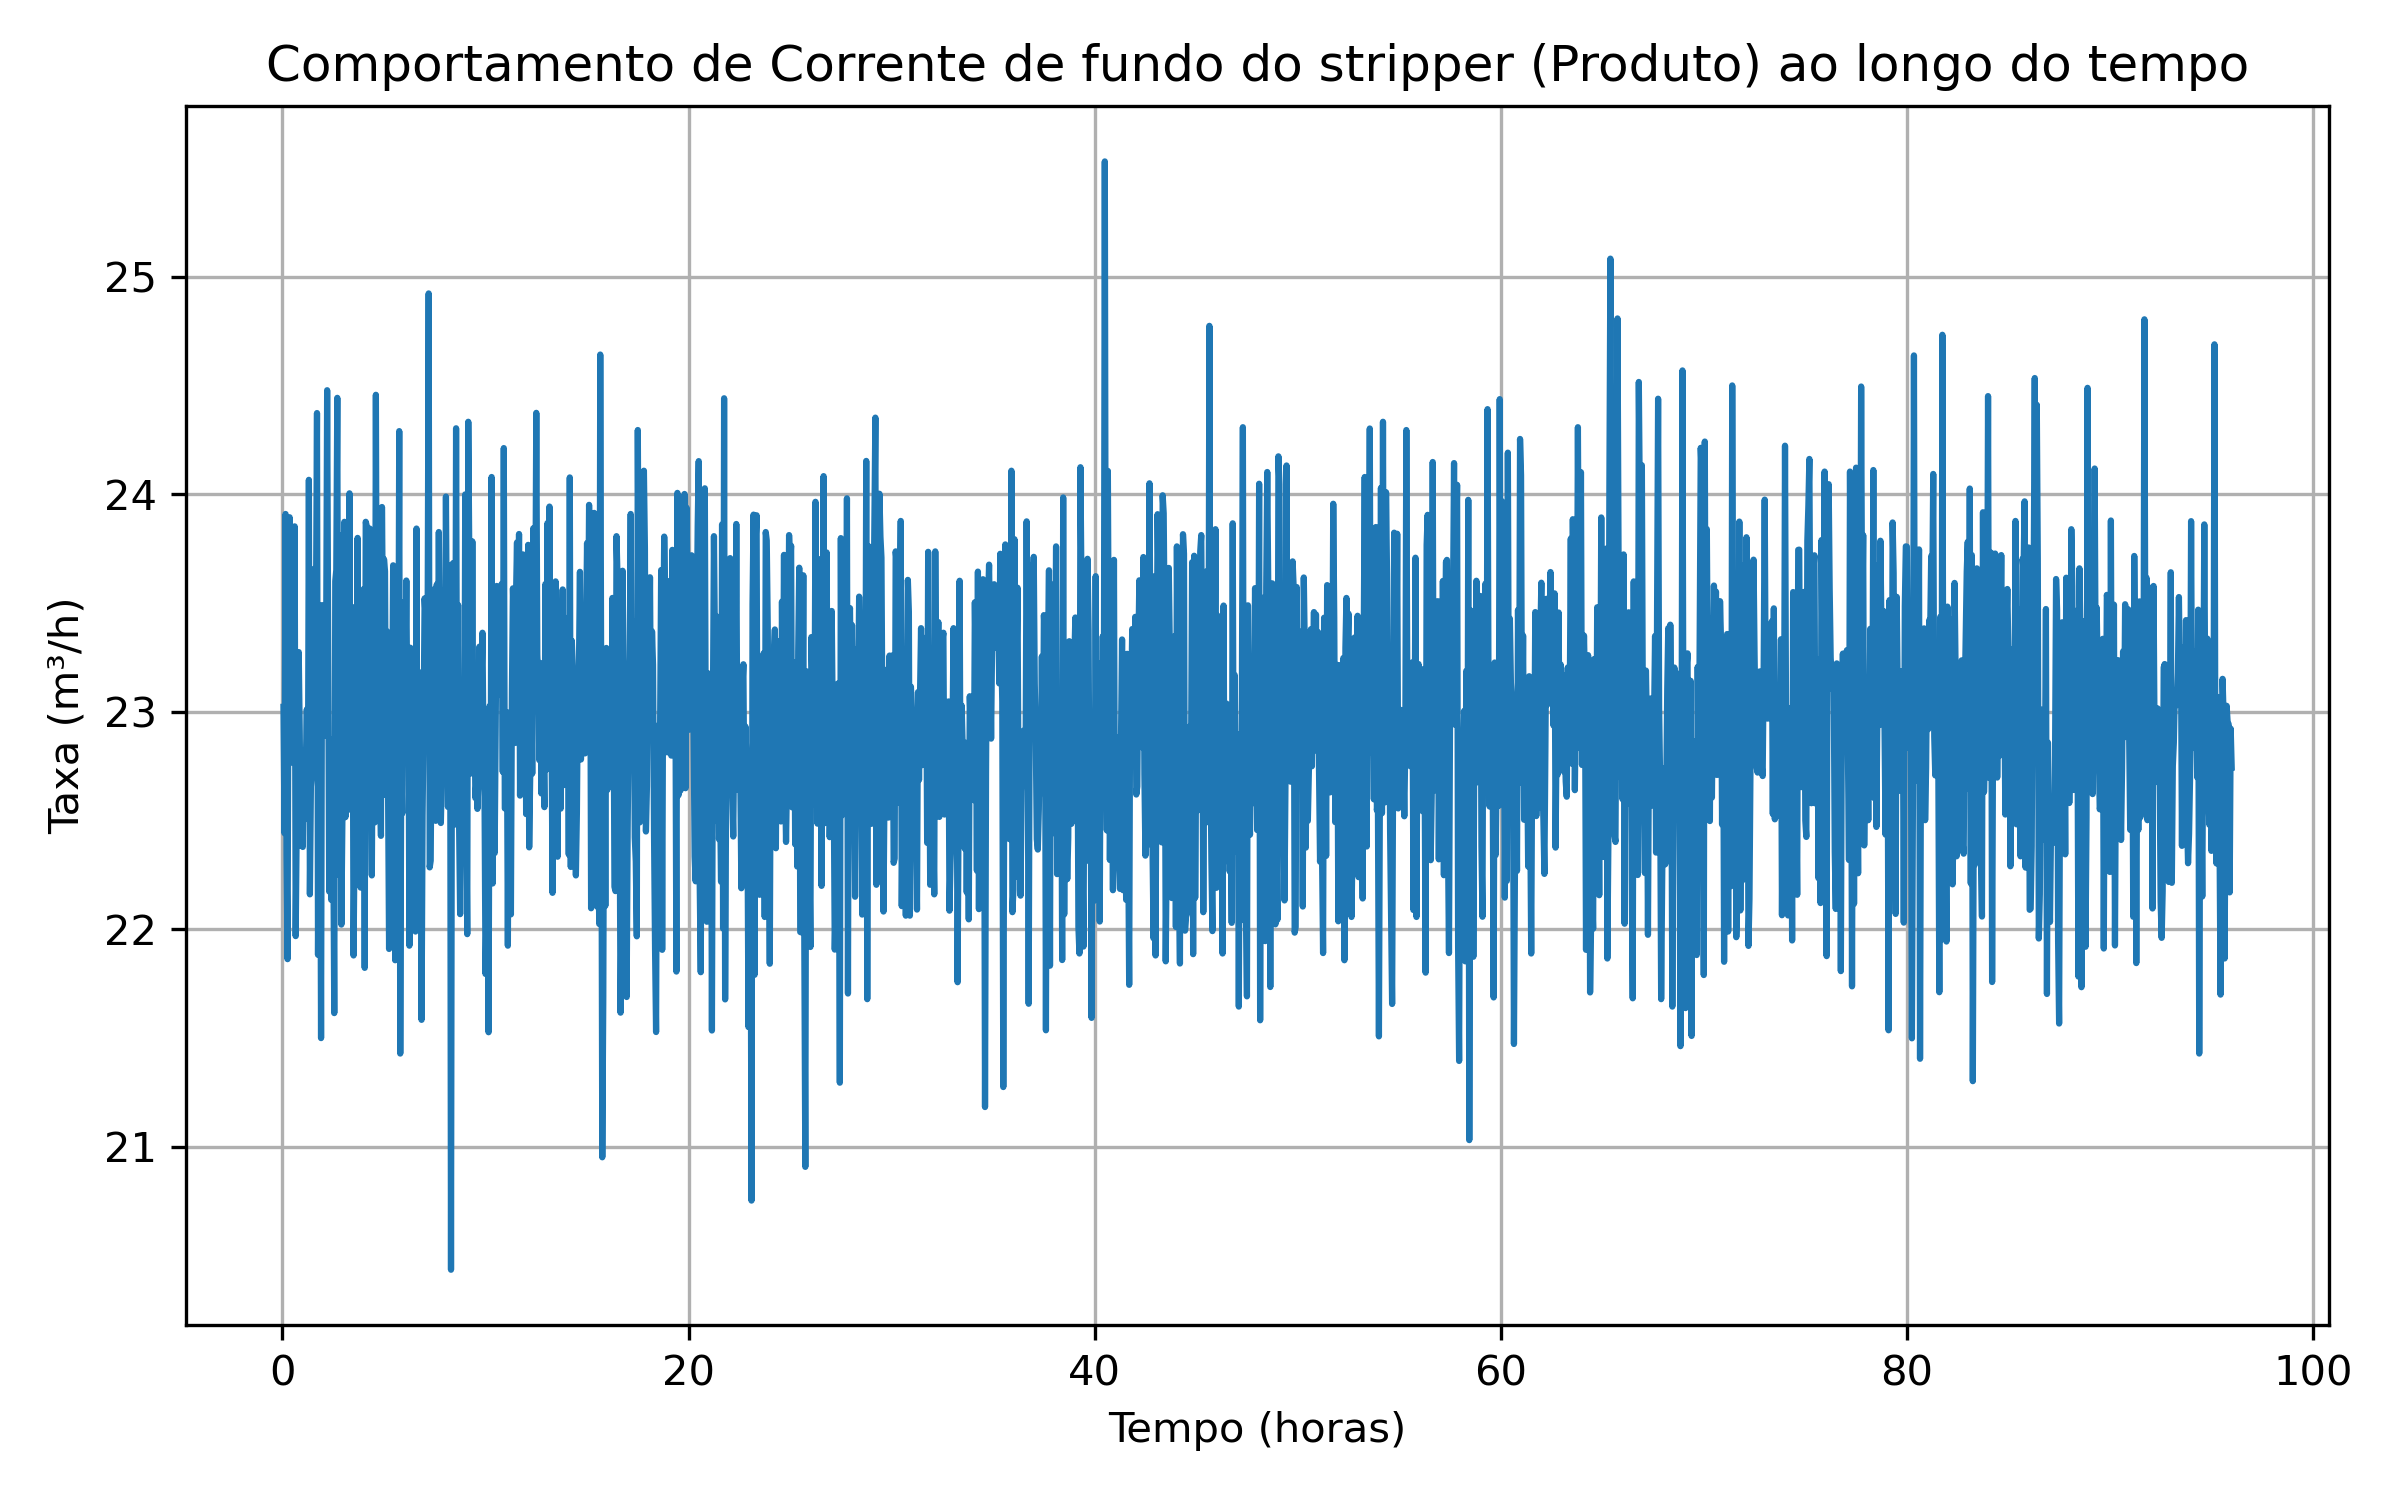 Comportamento de Corrente de fundo do stripper (Produto) ao longo do tempo
Taxa (m³/h)
25
24
23
22
21
0 20 40 60 80 100
Tempo (horas)